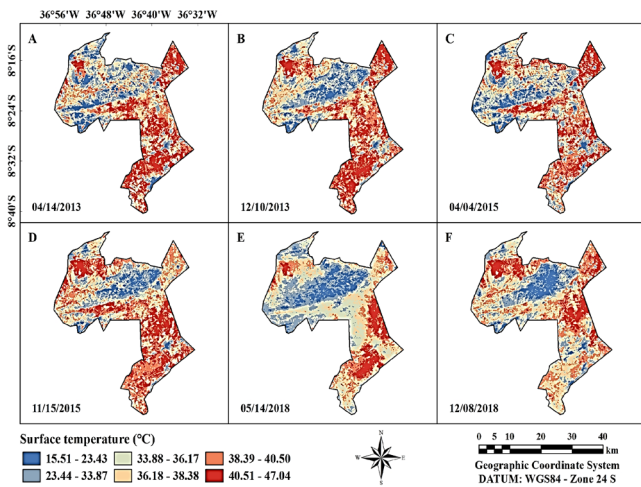 36°56'W 36°48'W 36°40'W 36°32'W
8°16'S
8°24'S
8°32'S
8°40'S
A
04/14/2013
B
12/10/2013
C
04/04/2015
D
11/15/2015
E
05/14/2018
F
12/08/2018
Surface temperature (°C)
15.51 - 23.43 33.88 - 36.17 38.39 - 40.50
23.44 - 33.87 36.18 - 38.38 40.51 - 47.04
N
W E
S
0 5 10 20 30 40
km
Geographic Coordinate System
DATUM: WGS84 - Zone 24 S